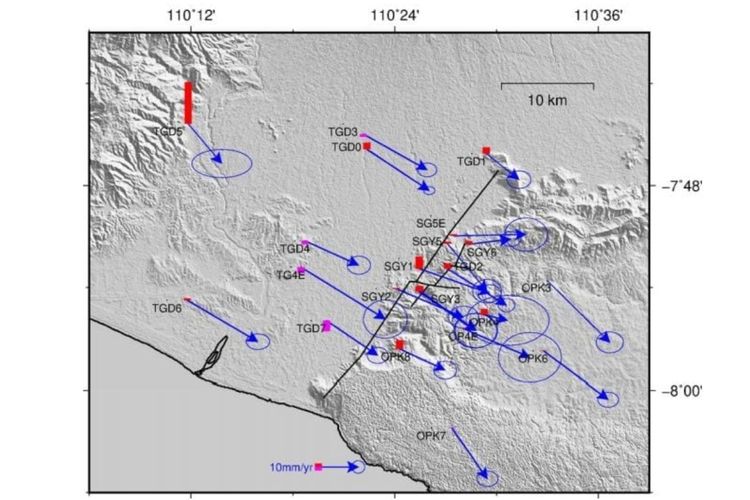 110°12' 110°24' 110°36'
10 km
TGD5
TGD3
TGD0
TGD1
-7°48'
SG5E
SGY5
SGY6
TGD4
SGY1
TGD2
TG4E
OPK3
SGY2
SGY3
TGD6
TGD7
OP4E
OPK8
OPK6
-8°00'
OPK7
10mm/yr